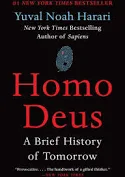 #1 NEW YORK TIMES BESTSELLER
Yuval Noah Harari
New York Times Bestselling
Author of Sapiens
Homo
Deus
A Brief History of
Tomorrow